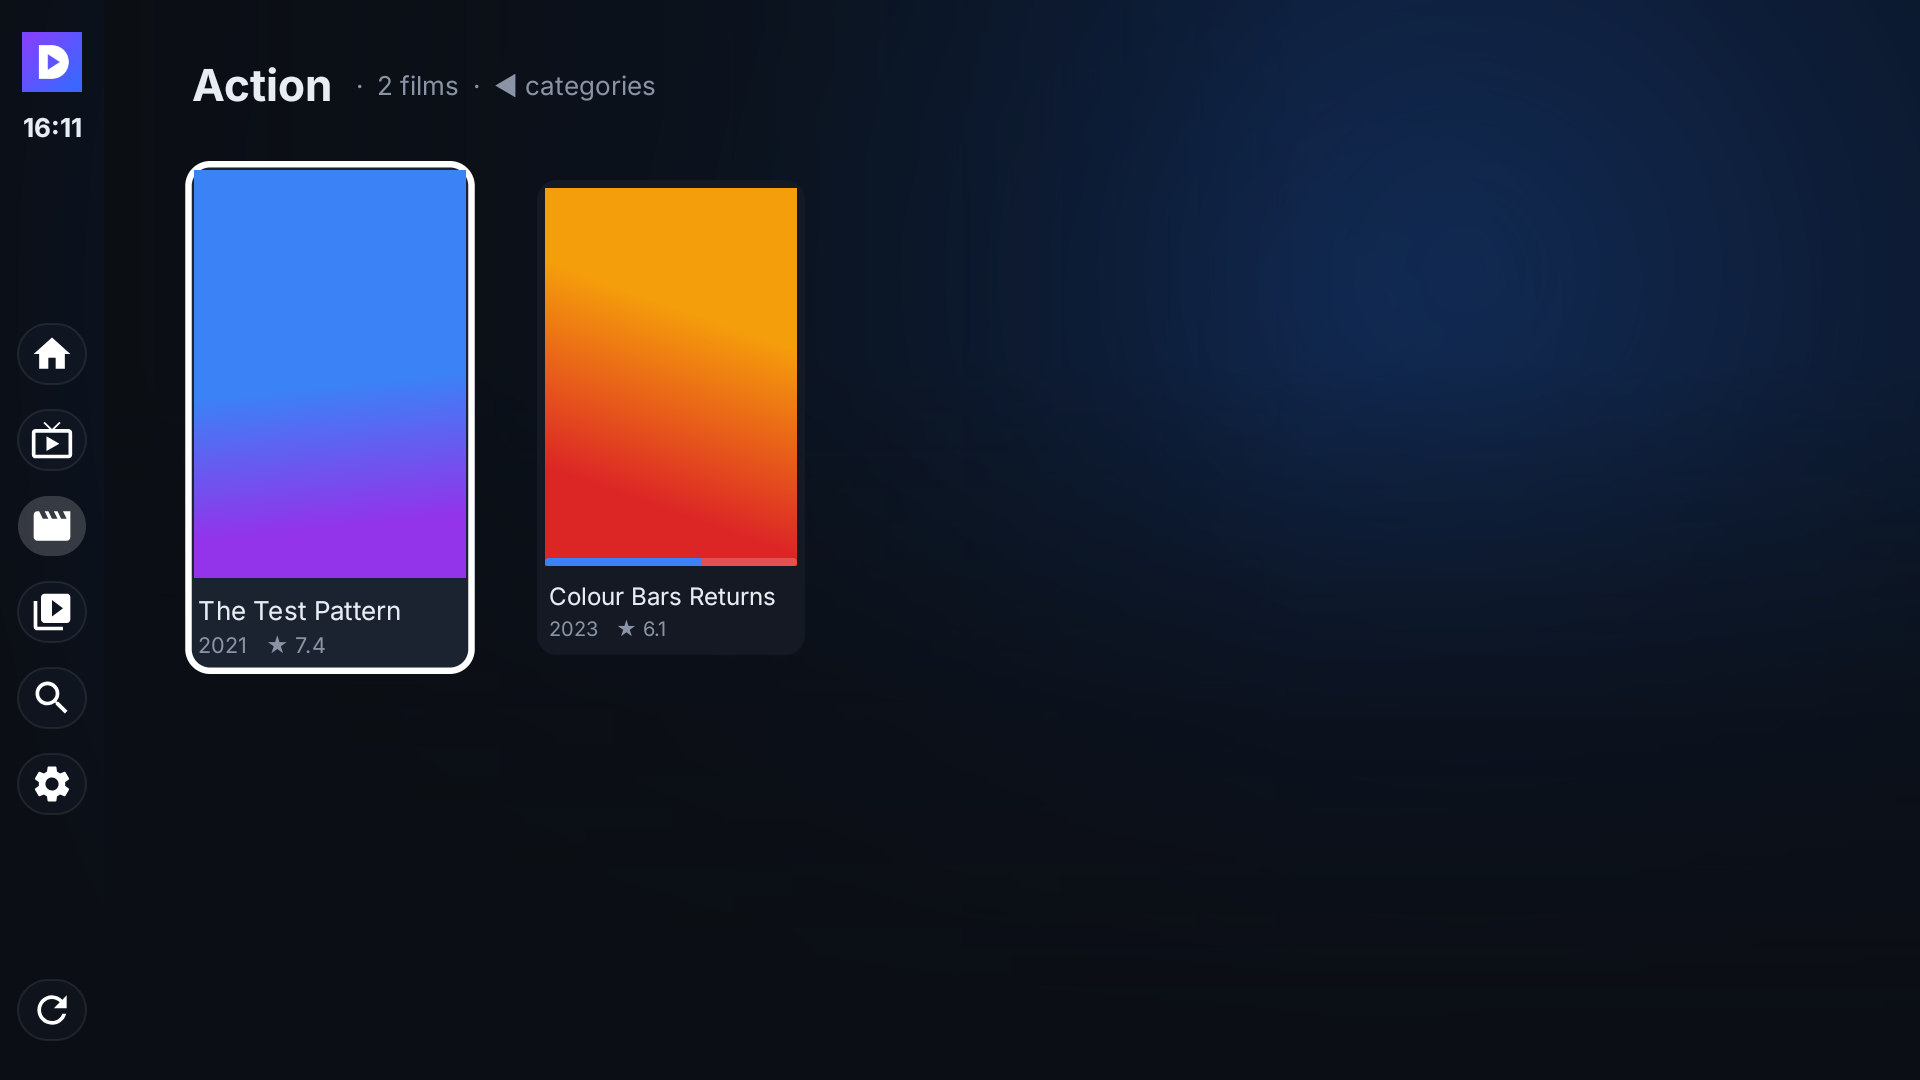 16:11
Action · 2 films · ◀ categories
The Test Pattern
2021 ★ 7.4
Colour Bars Returns
2023 ★ 6.1